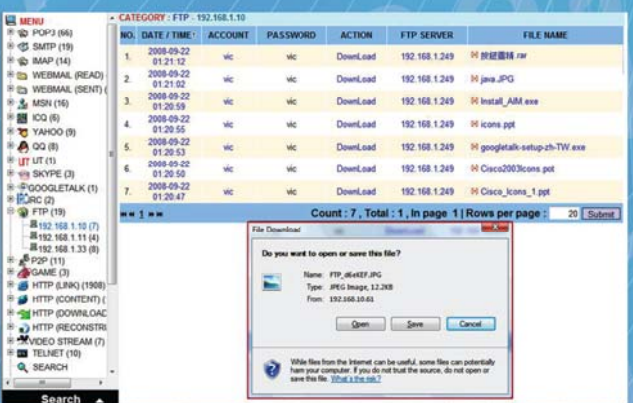 MENU
POP3 (66)
SMTP (19)
IMAP (14)
WEBMAIL (READ)
WEBMAIL (SENT) (
MSN (16)
ICQ (6)
YAHOO (9)
QQ (8)
UT UT (1)
SKYPE (3)
GOOGLETALK (1)
IRC (2)
FTP (19)
192.168.1.10 (7)
192.168.1.11 (4)
192.168.1.33 (8)
P2P (11)
GAME (3)
HTTP (LINK) (1908)
HTTP (CONTENT) (
HTTP (DOWNLOAD
HTTP (RECONSTRU
VIDEO STREAM (7)
TELNET (10)
SEARCH
Search
CATEGORY : FTP - 192.168.1.10
NO. DATE / TIME ACCOUNT PASSWORD ACTION FTP SERVER FILE NAME
1. 2008-09-22 01:21:12 vic vic DownLoad 192.168.1.249 .rar
2. 2008-09-22 01:21:02 vic vic DownLoad 192.168.1.249 java.JPG
3. 2008-09-22 01:20:59 vic vic DownLoad 192.168.1.249 Install_AIM.exe
4. 2008-09-22 01:20:55 vic vic DownLoad 192.168.1.249 icons.ppt
5. 2008-09-22 01:20:53 vic vic DownLoad 192.168.1.249 googletalk-setup-zh-TW.exe
6. 2008-09-22 01:20:50 vic vic DownLoad 192.168.1.249 Cisco2003Icons.pot
7. 2008-09-22 01:20:47 vic vic DownLoad 192.168.1.249 Cisco_Icons_1.ppt
1 Count : 7 , Total : 1 , In page 1 | Rows per page : 20 Submit
File Download
Do you want to open or save this file?
Name: FTP_d6eKEF.JPG
Type: JPEG Image, 12.2KB
From: 192.168.10.61
Open Save Cancel
While files from the Internet can be useful, some files can potentially
harm your computer. If you do not trust the source, do not open or
save this file. What's the risk?